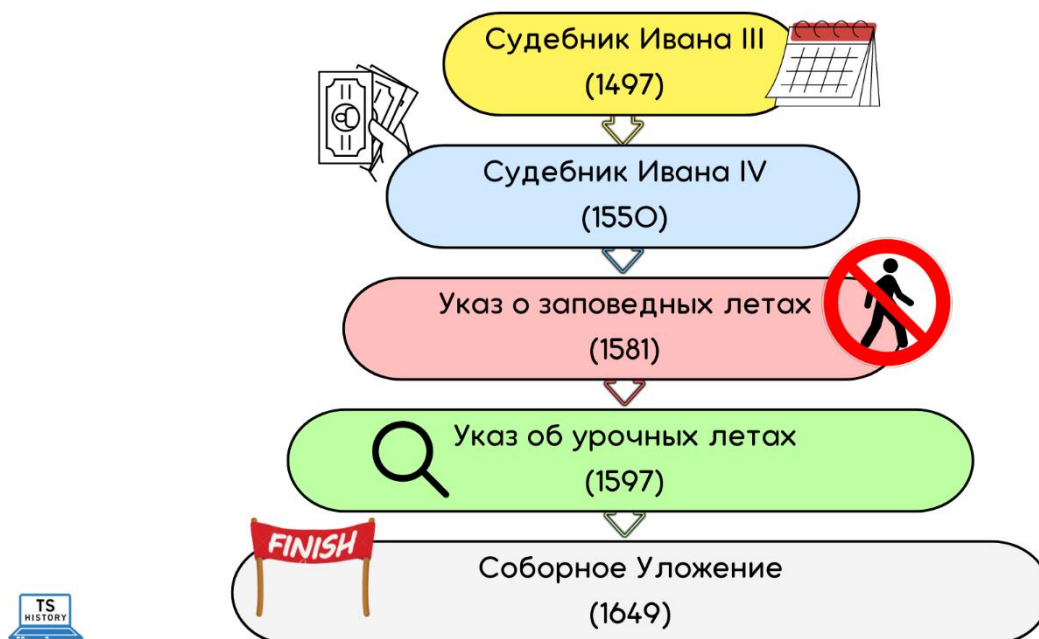 Судебник Ивана III
(1497)
Судебник Ивана IV
(1550)
Указ о заповедных летах
(1581)
Указ об урочных летах
(1597)
FINISH
Соборное Уложение
(1649)
TS
HISTORY